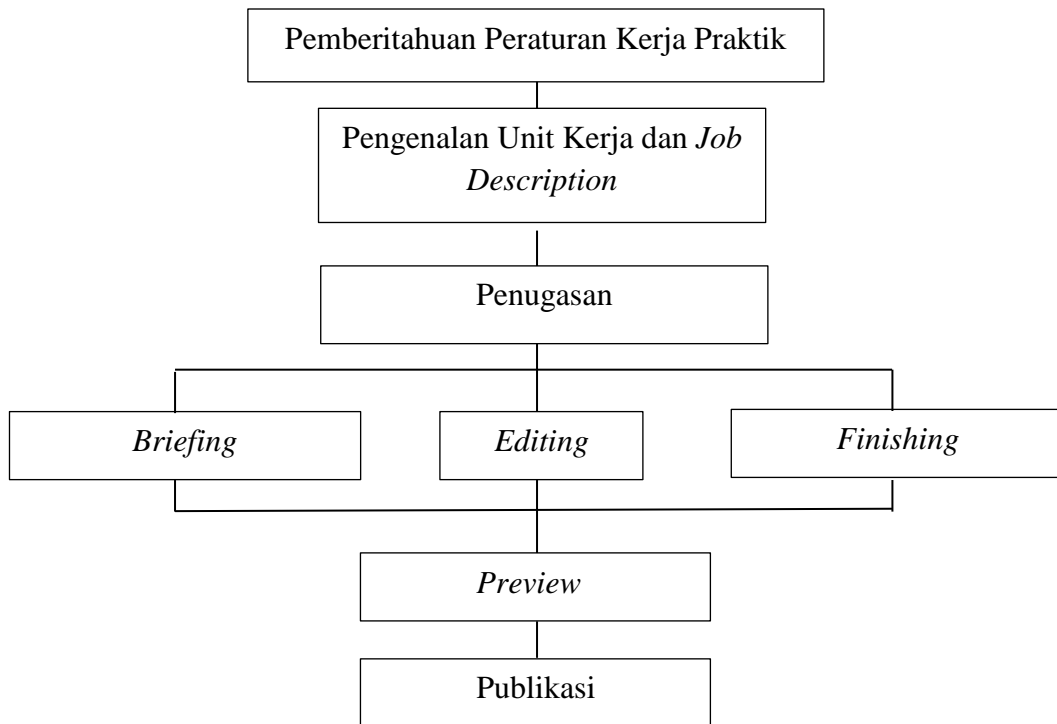 Pemberitahuan Peraturan Kerja Praktik
Pengenalan Unit Kerja dan Job
Description
Penugasan
Briefing
Editing
Finishing
Preview
Publikasi